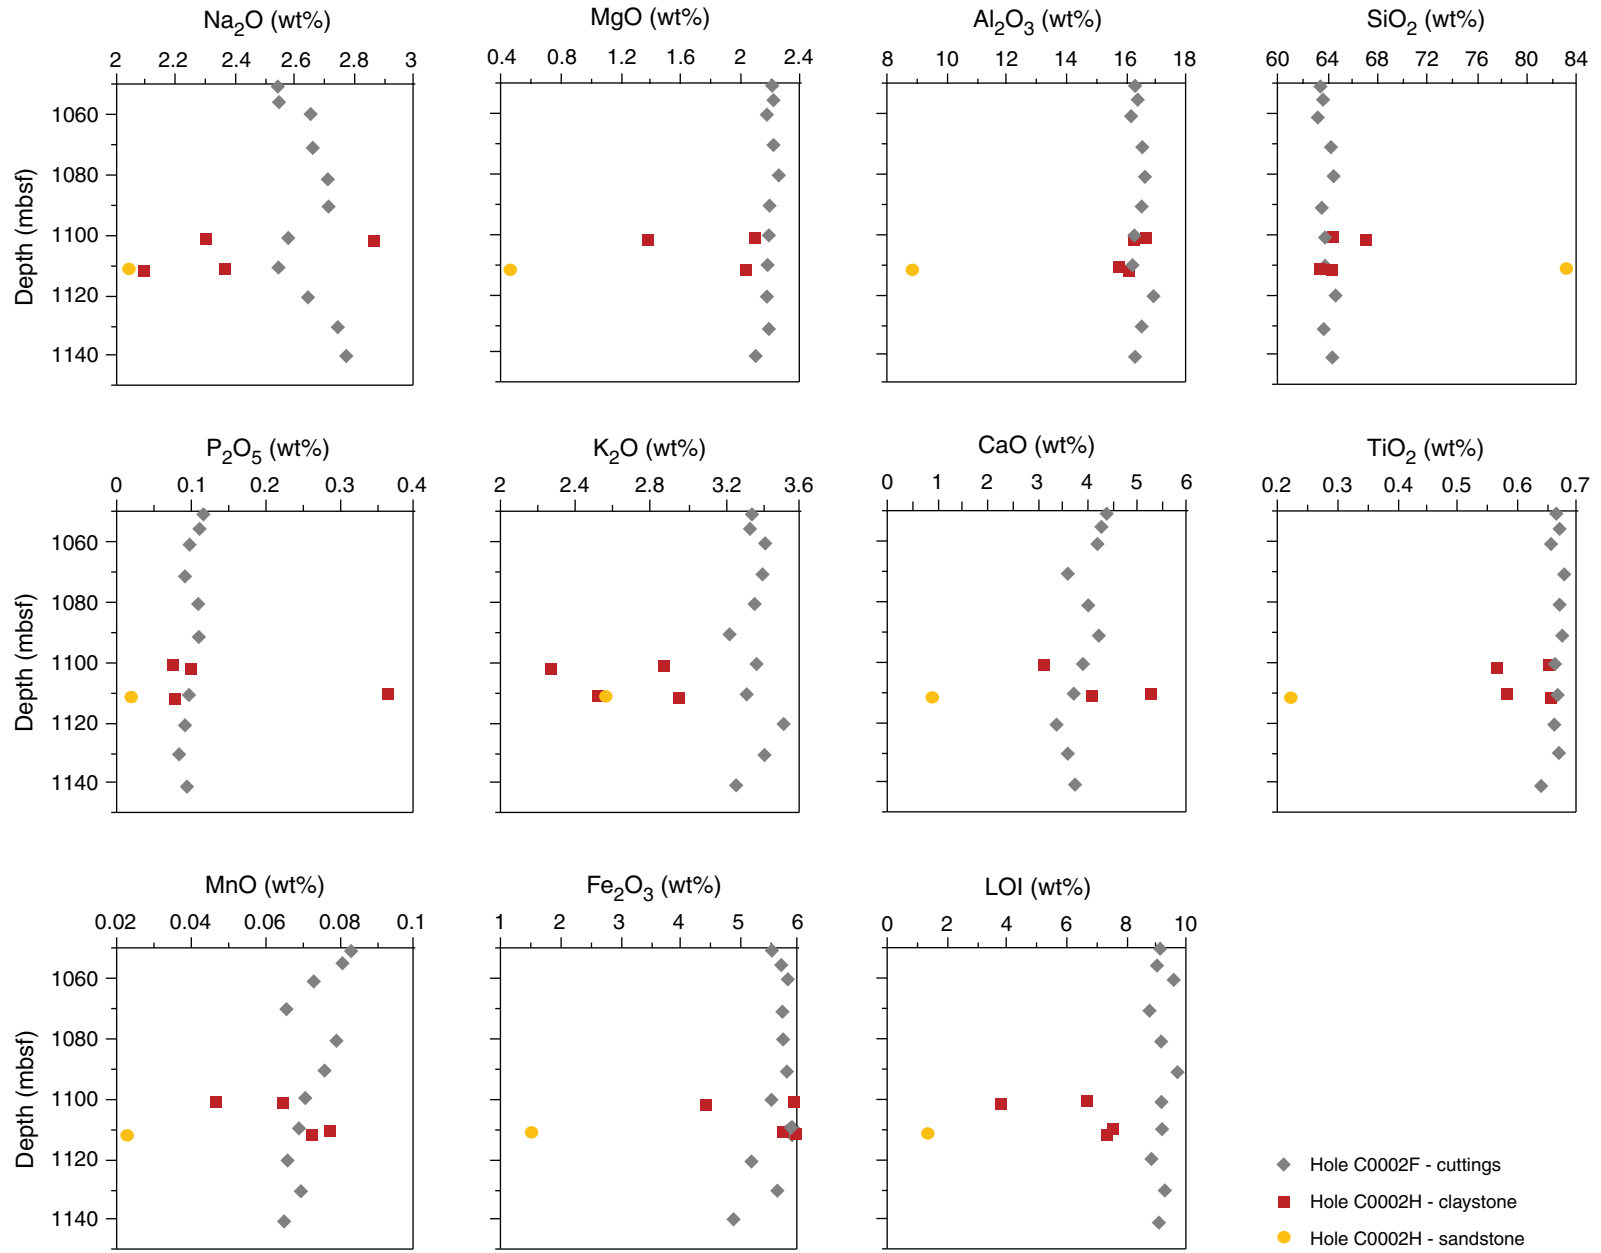 Na2O (wt%)
2 2.2 2.4 2.6 2.8 3
MgO (wt%)
0.4 0.8 1.2 1.6 2 2.4
Al2O3 (wt%)
8 10 12 14 16 18
SiO2 (wt%)
60 64 68 72 76 80 84
Depth (mbsf)
1060
1080
1100
1120
1140
P2O5 (wt%)
0 0.1 0.2 0.3 0.4
K2O (wt%)
2 2.4 2.8 3.2 3.6
CaO (wt%)
0 1 2 3 4 5 6
TiO2 (wt%)
0.2 0.3 0.4 0.5 0.6 0.7
Depth (mbsf)
1060
1080
1100
1120
1140
MnO (wt%)
0.02 0.04 0.06 0.08 0.1
Fe2O3 (wt%)
1 2 3 4 5 6
LOI (wt%)
0 2 4 6 8 10
Depth (mbsf)
1060
1080
1100
1120
1140
Hole C0002F - cuttings
Hole C0002H - claystone
Hole C0002H - sandstone